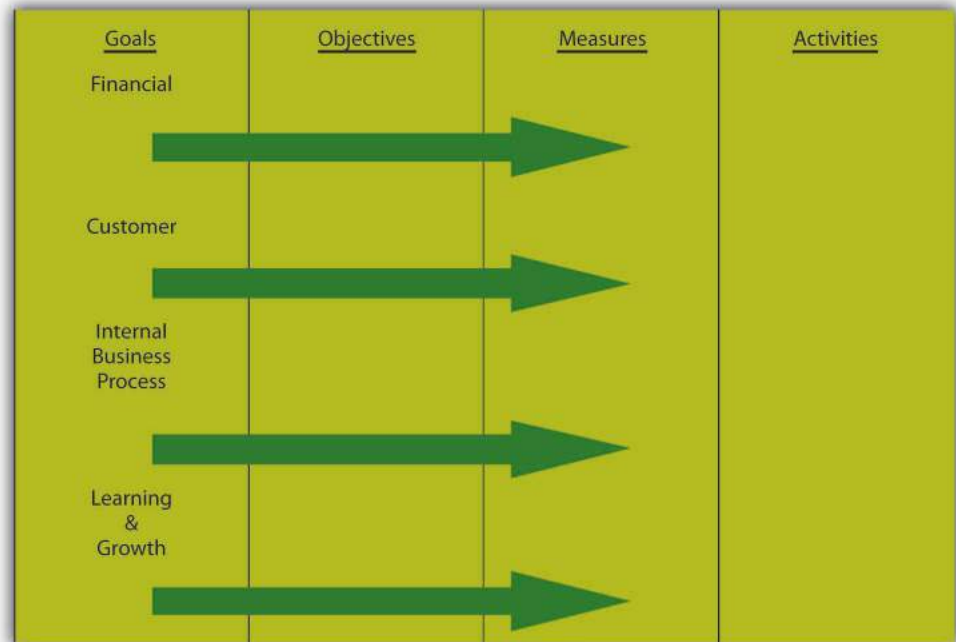 Goals Objectives Measures Activities
Financial
Customer
Internal
Business
Process
Learning
&
Growth